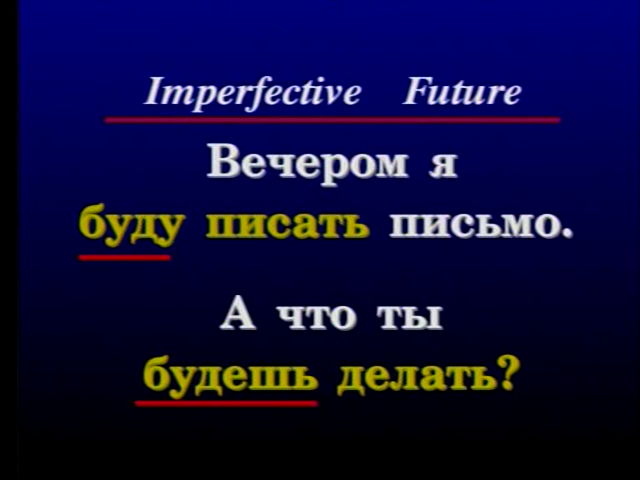 Imperfective Future
Вечером я
буду писать письмо.
А что ты
будешь делать?